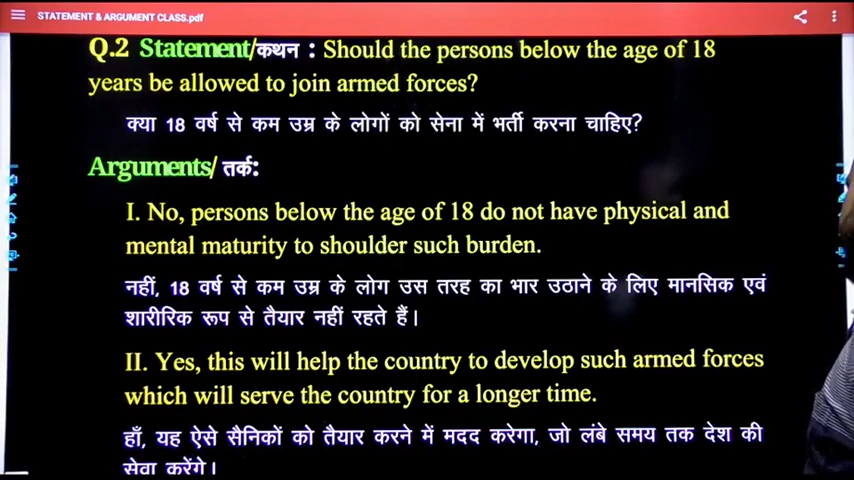 STATEMENT & ARGUMENT CLASS.pdf
Q.2 Statement/कथन : Should the persons below the age of 18
years be allowed to join armed forces?
क्या 18 वर्ष से कम उम्र के लोगों को सेना में भर्ती करना चाहिए?
Arguments/ तर्क:
I. No, persons below the age of 18 do not have physical and
mental maturity to shoulder such burden.
नहीं, 18 वर्ष से कम उम्र के लोग उस तरह का भार उठाने के लिए मानसिक एवं
शारीरिक रूप से तैयार नहीं रहते हैं।
II. Yes, this will help the country to develop such armed forces
which will serve the country for a longer time.
हाँ, यह ऐसे सैनिकों को तैयार करने में मदद करेगा, जो लंबे समय तक देश की
सेवा करेंगे।